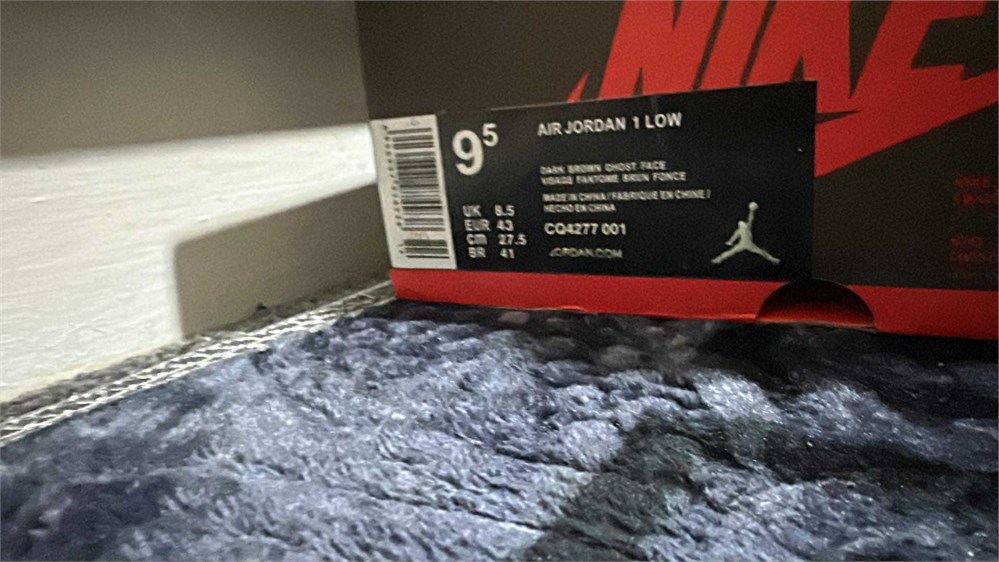 NIKE
9⁵
AIR JORDAN 1 LOW
DARK BROWN GHOST FACE
VISAGE FANTOME BRUN FONCE
MADE IN CHINA / FABRIQUE EN CHINE /
HECHO EN CHINA
CQ4277 001
JORDAN.COM
UK 8.5
EUR 43
cm 27.5
BR 41